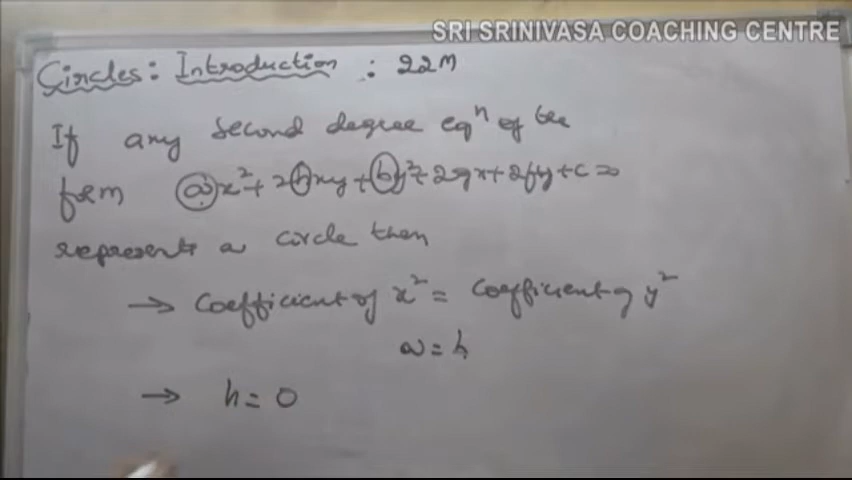 SRI SRINIVASA COACHING CENTRE
Circles: Introduction : 22M
If any second degree eqⁿ of the
form ax² + 2hxy + by² + 2gx + 2fy + c = 0
represents a circle then
→ Coefficient of x² = Coefficient of y²
a = b
→ h = 0